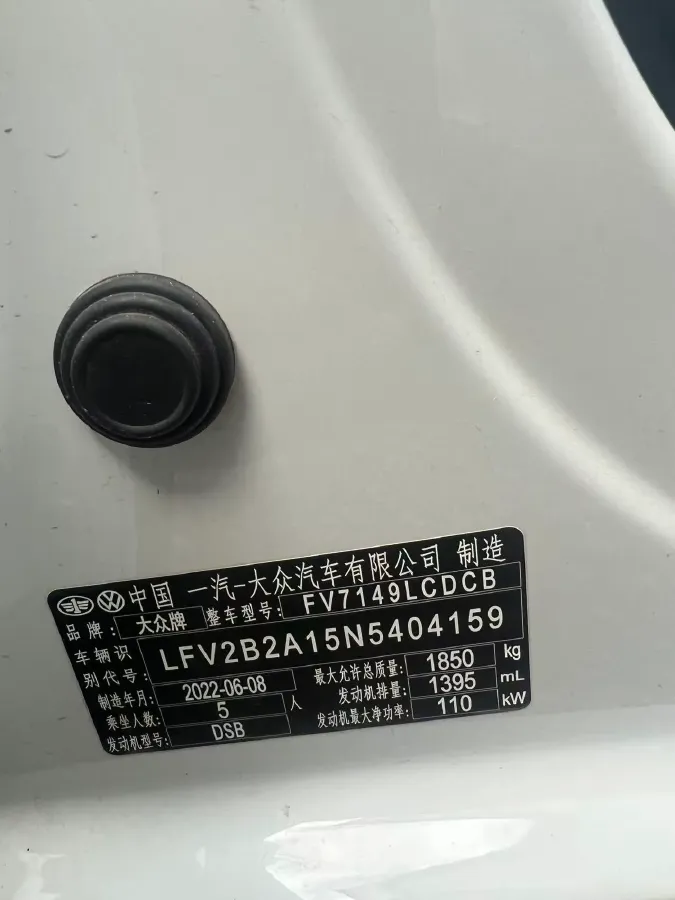 中国 一汽-大众汽车有限公司 制造
品牌: 大众牌 整车型号: FV7149LCDCB
车辆识别代号: LFV2B2A15N5404159
制造年月: 2022-06-08 最大允许总质量: 1850 kg
乘坐人数: 5 人 发动机排量: 1395 mL
发动机型号: DSB 发动机最大净功率: 110 kW